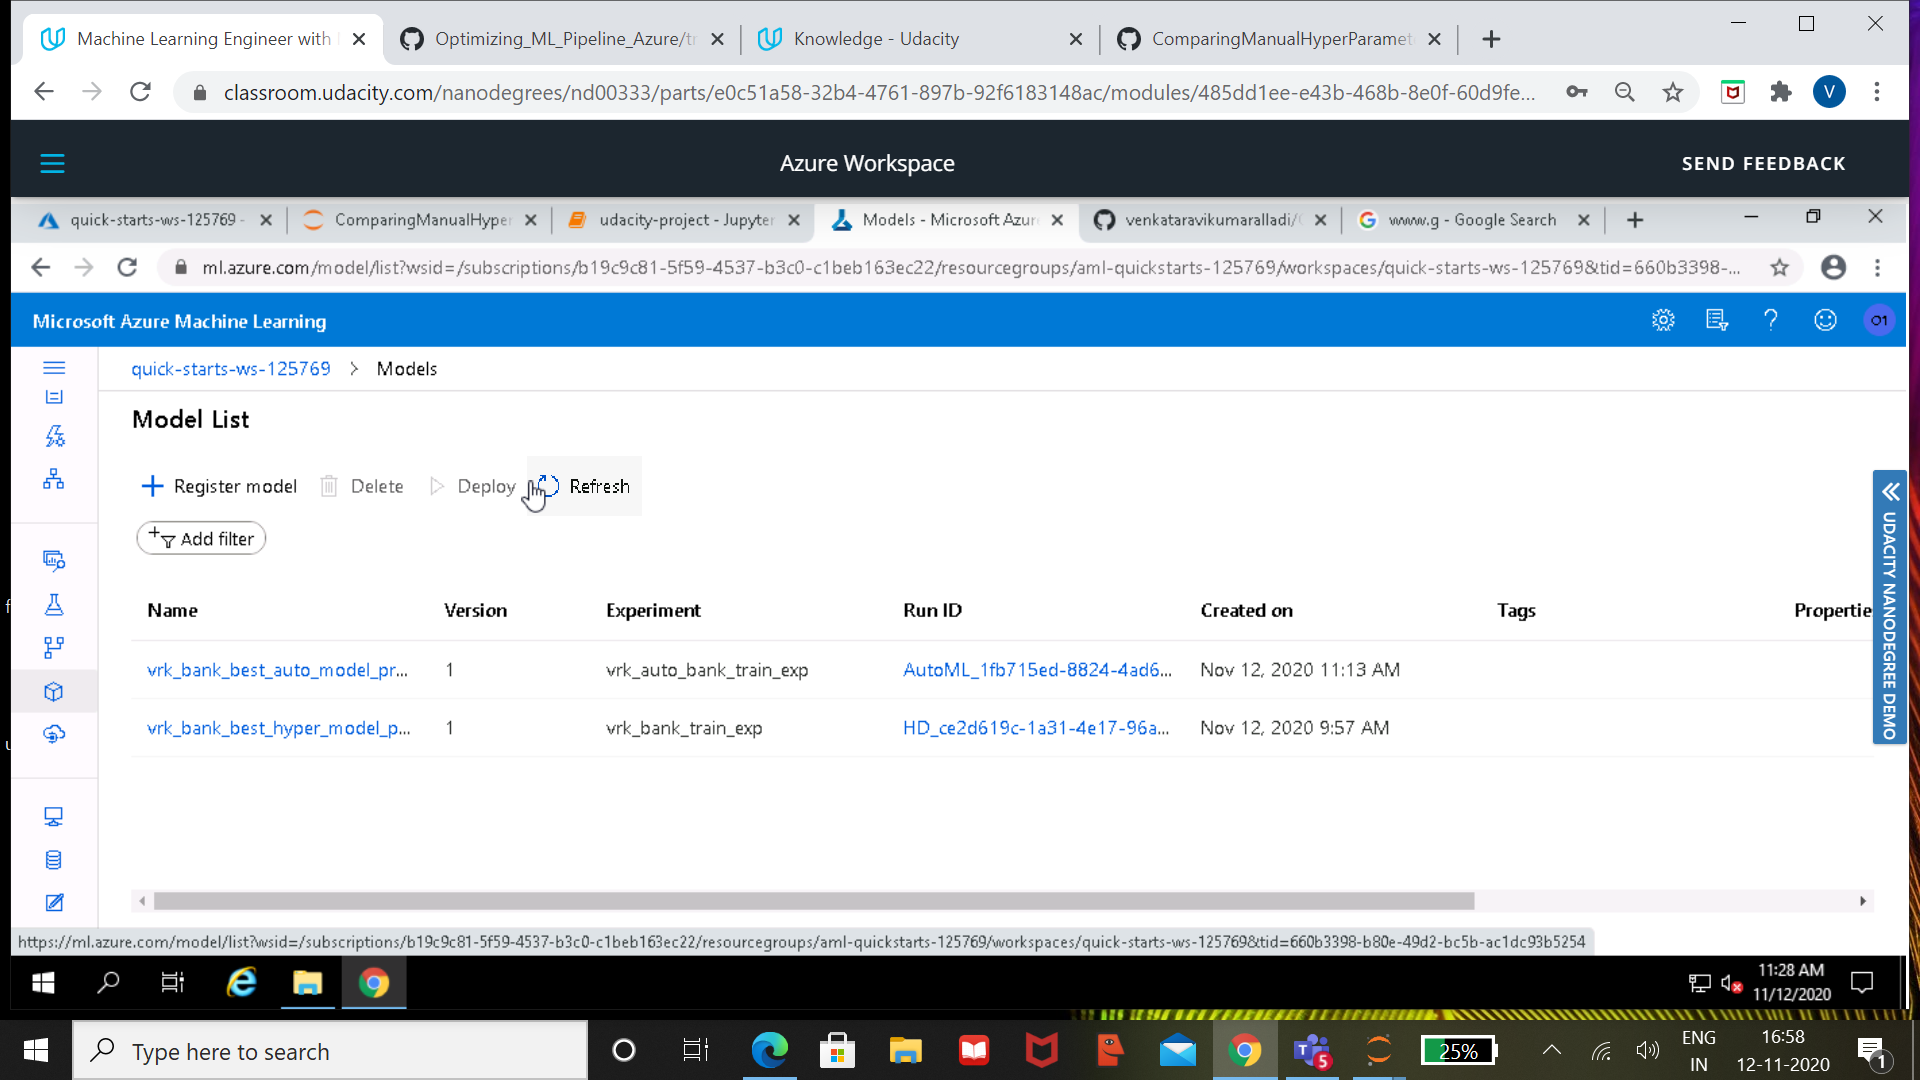 Machine Learning Engineer with
Optimizing_ML_Pipeline_Azure/tr
Knowledge - Udacity
ComparingManualHyperParamet
classroom.udacity.com/nanodegrees/nd00333/parts/e0c51a58-32b4-4761-897b-92f6183148ac/modules/485dd1ee-e43b-468b-8e0f-60d9fe...
V
Azure Workspace
SEND FEEDBACK
quick-starts-ws-125769 -
ComparingManualHyper
udacity-project - Jupyter
Models - Microsoft Azur
venkataravikumaralladi/
www.g - Google Search
ml.azure.com/model/list?wsid=/subscriptions/b19c9c81-5f59-4537-b3c0-c1beb163ec22/resourcegroups/aml-quickstarts-125769/workspaces/quick-starts-ws-125769&tid=660b3398-...
Microsoft Azure Machine Learning
O1
quick-starts-ws-125769 > Models
Model List
Register model
Delete
Deploy
Refresh
Add filter
Name Version Experiment Run ID Created on Tags Propertie
vrk_bank_best_auto_model_pr... 1 vrk_auto_bank_train_exp AutoML_1fb715ed-8824-4ad6... Nov 12, 2020 11:13 AM
vrk_bank_best_hyper_model_p... 1 vrk_bank_train_exp HD_ce2d619c-1a31-4e17-96a... Nov 12, 2020 9:57 AM
UDACITY NANODEGREE DEMO
https://ml.azure.com/model/list?wsid=/subscriptions/b19c9c81-5f59-4537-b3c0-c1beb163ec22/resourcegroups/aml-quickstarts-125769/workspaces/quick-starts-ws-125769&tid=660b3398-b80e-49d2-bc5b-ac1dc93b5254
11:28 AM
11/12/2020
Type here to search
5
25%
ENG
IN
16:58
12-11-2020
1